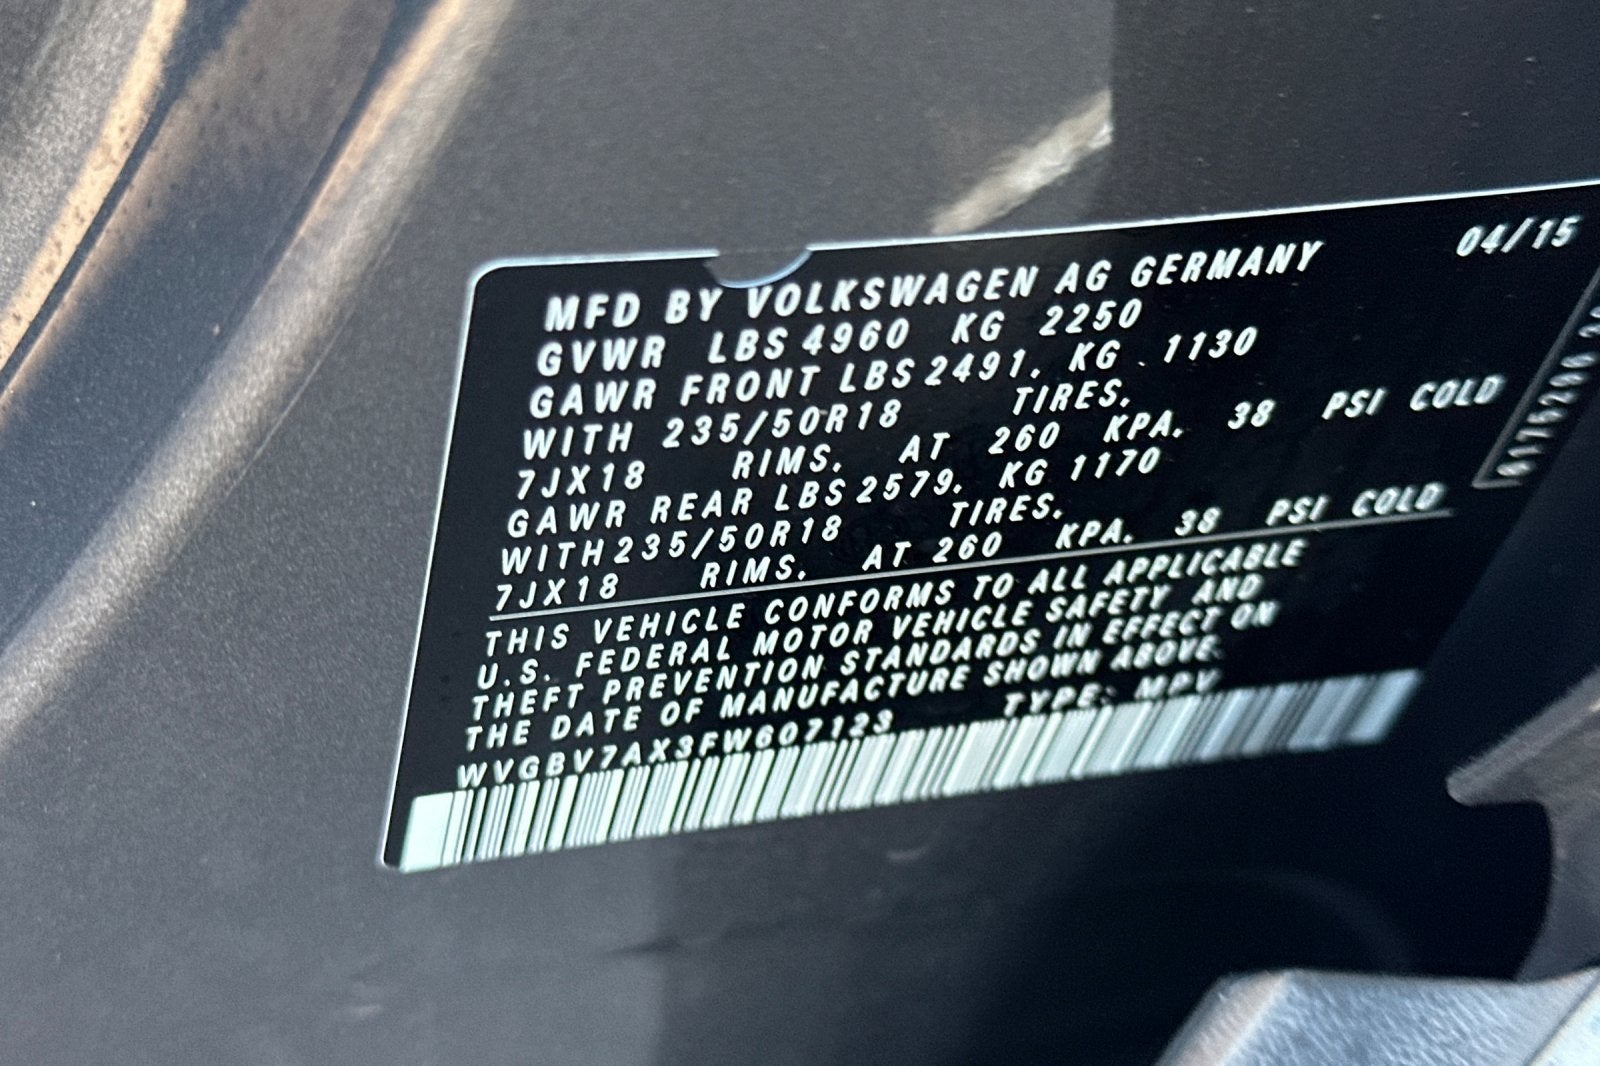 MFD BY VOLKSWAGEN AG GERMANY 04/15
GVWR LBS 4960 KG 2250
GAWR FRONT LBS 2491. KG . 1130
WITH 235/50R18 TIRES.
7JX18 RIMS. AT 260 KPA. 38 PSI COLD
GAWR REAR LBS 2579. KG 1170
WITH 235/50R18 TIRES.
7JX18 RIMS. AT 260 KPA. 38 PSI COLD
THIS VEHICLE CONFORMS TO ALL APPLICABLE
U.S. FEDERAL MOTOR VEHICLE SAFETY AND
THEFT PREVENTION STANDARDS IN EFFECT ON
THE DATE OF MANUFACTURE SHOWN ABOVE.
WVGBV7AX3FW607123 TYPE: MPV